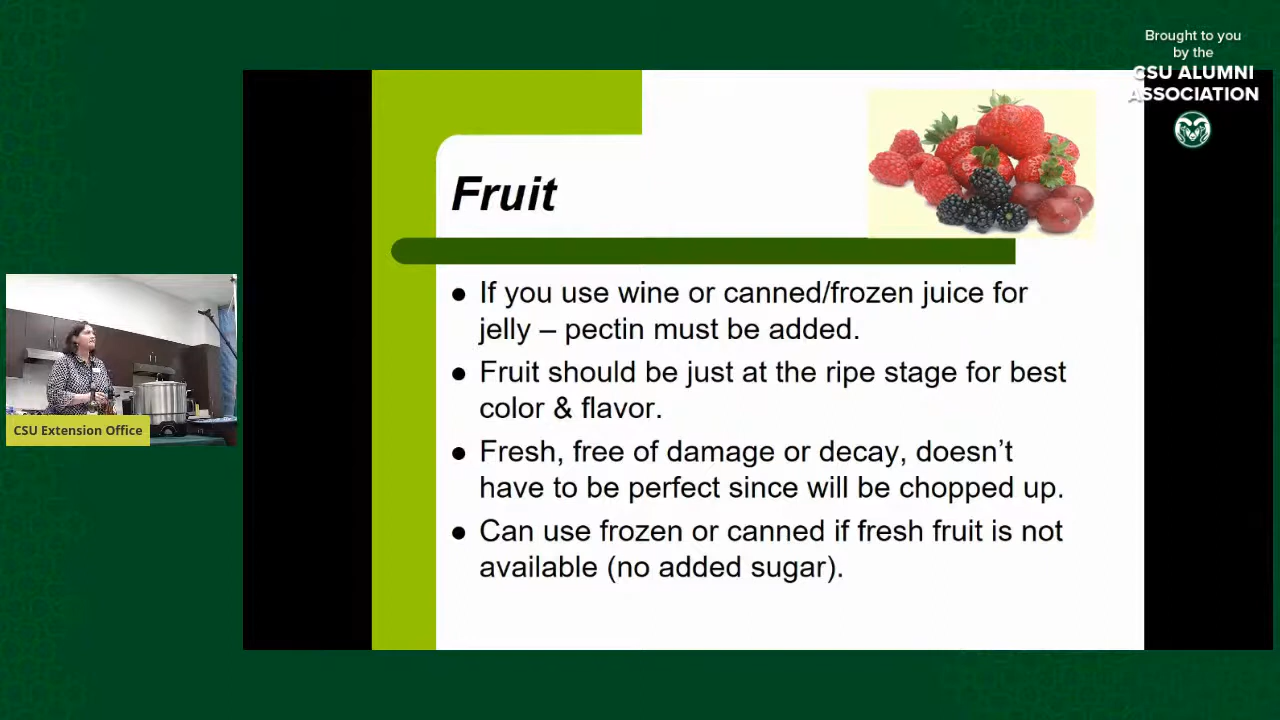 Brought to you
by the
CSU ALUMNI
ASSOCIATION
Fruit
● If you use wine or canned/frozen juice for
jelly – pectin must be added.
● Fruit should be just at the ripe stage for best
color & flavor.
● Fresh, free of damage or decay, doesn’t
have to be perfect since will be chopped up.
● Can use frozen or canned if fresh fruit is not
available (no added sugar).
CSU Extension Office